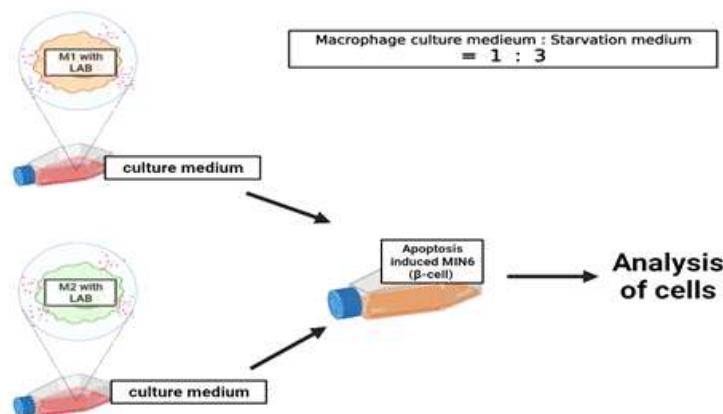 M1 with
LAB
Macrophage culture medieum : Starvation medium
= 1 : 3
culture medium
Apoptosis
induced MIN6
(β-cell)
Analysis
of cells
M2 with
LAB
culture medium